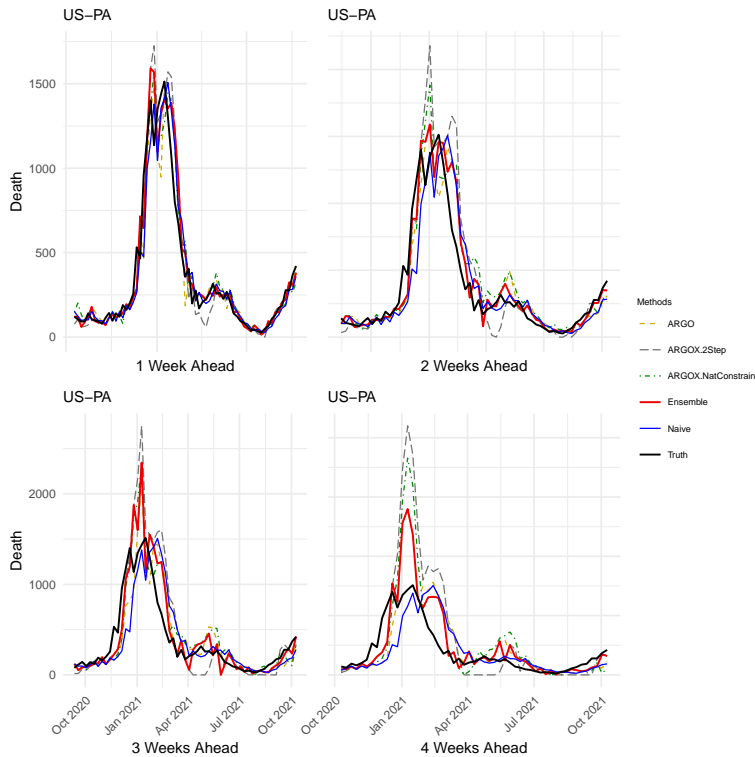 US−PA
US−PA
1500
1000
500
0
Death
1 Week Ahead
2 Weeks Ahead
Methods
ARGO
ARGOX.2Step
ARGOX.NatConstrain
Ensemble
Naive
Truth
US−PA
US−PA
2000
1000
0
Death
Oct 2020
Jan 2021
Apr 2021
Jul 2021
Oct 2021
Jan 2021
Apr 2021
Jul 2021
Oct 2021
3 Weeks Ahead
4 Weeks Ahead